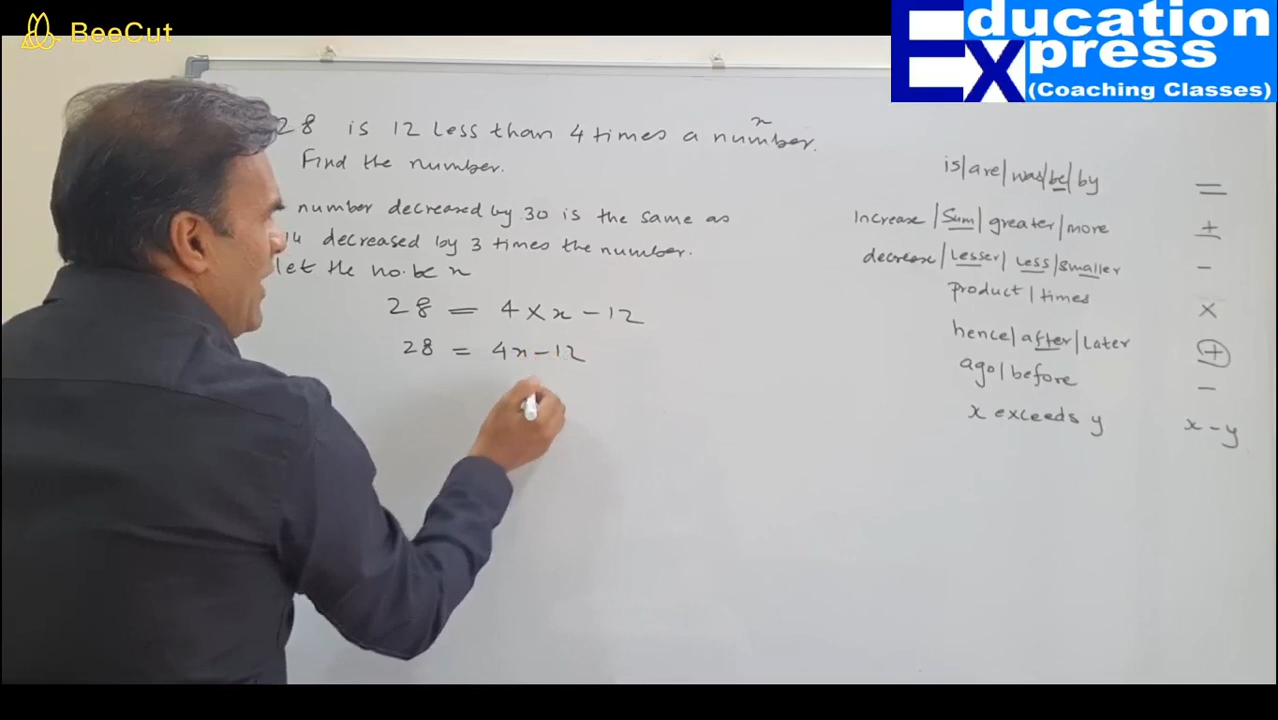 BeeCut
Education
Express
(Coaching Classes)
28 is 12 Less than 4 times a number.
x
Find the number.
number decreased by 30 is the same as
14 decreased by 3 times the number.
let the no. be x
28 = 4 × x - 12
28 = 4x - 12
is/are/was/be/by =
Increase/Sum/greater/more +
decrease/Lesser/Less/smaller -
Product/times ×
hence/after/Later +
ago/before -
x exceeds y x - y